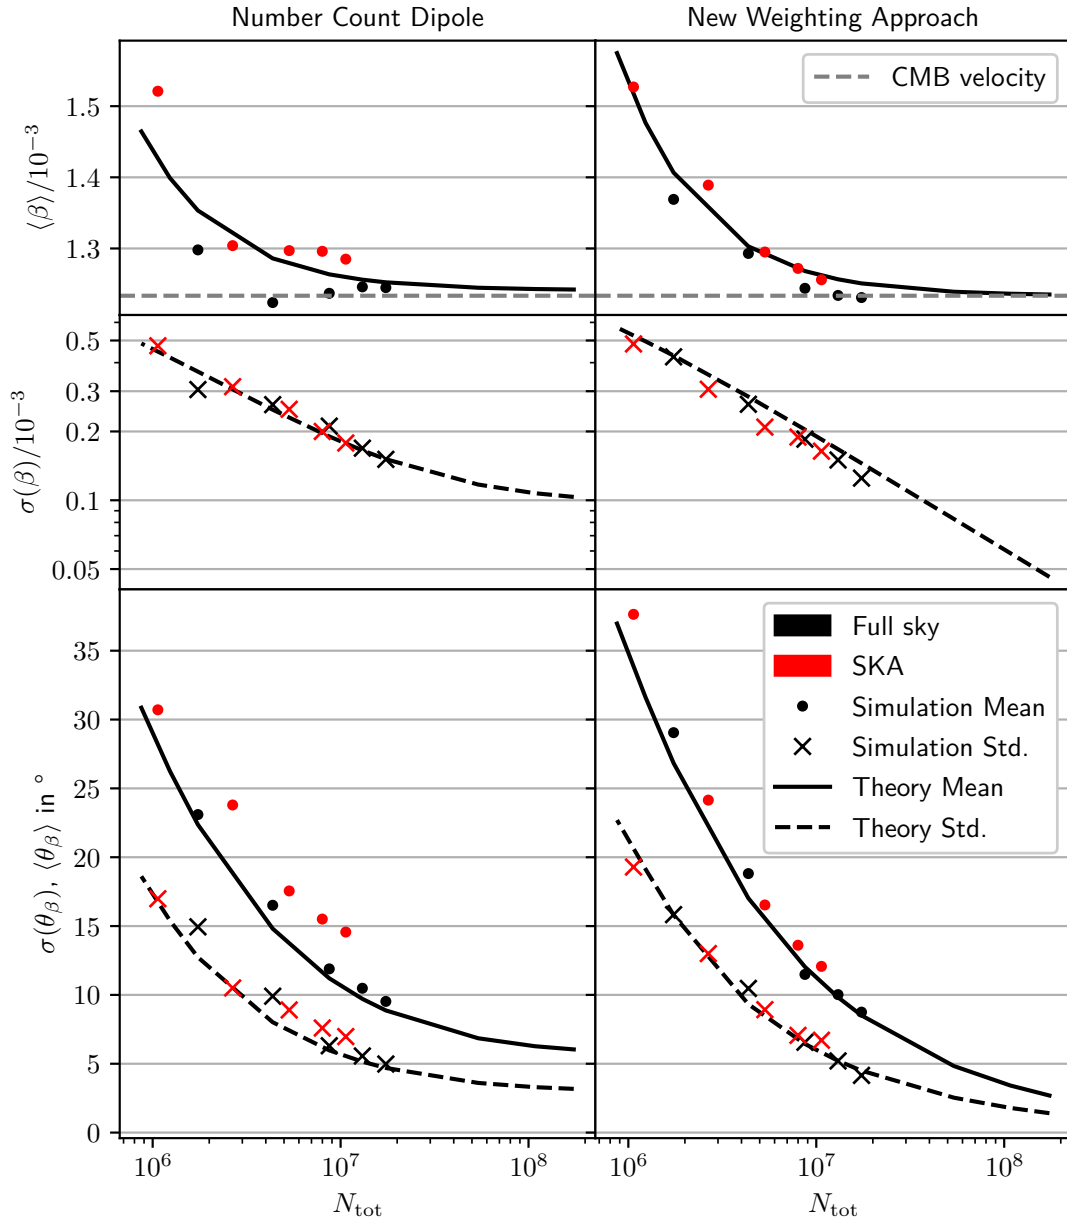 Number Count Dipole
New Weighting Approach
⟨β⟩/10⁻³
1.5
1.4
1.3
CMB velocity
σ(β)/10⁻³
0.5
0.3
0.2
0.1
0.05
σ(θ_β), ⟨θ_β⟩ in °
35
30
25
20
15
10
5
0
Full sky
SKA
Simulation Mean
Simulation Std.
Theory Mean
Theory Std.
10⁶ 10⁷ 10⁸
10⁶ 10⁷ 10⁸
N_tot
N_tot